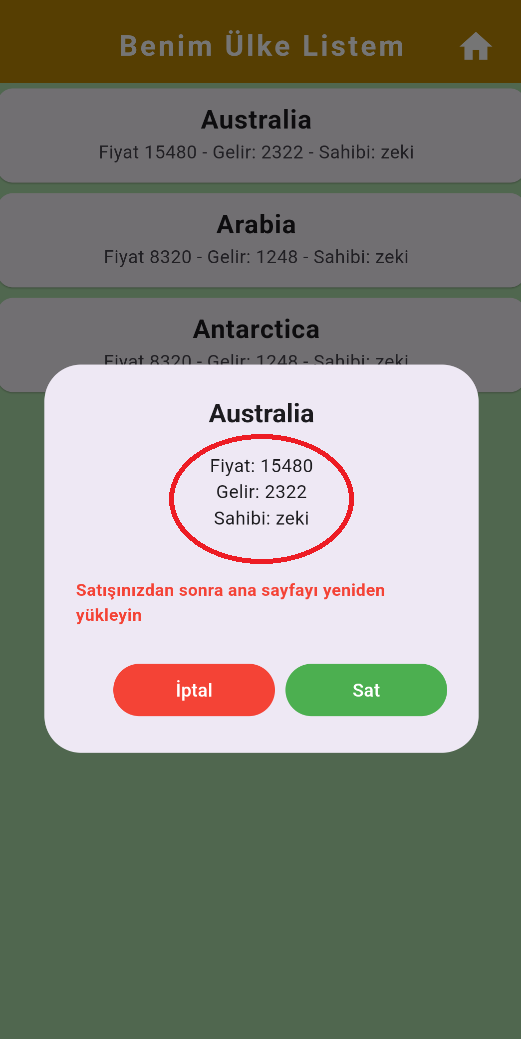 Benim Ülke Listem
Australia
Fiyat 15480 - Gelir: 2322 - Sahibi: zeki
Arabia
Fiyat 8320 - Gelir: 1248 - Sahibi: zeki
Antarctica
Fiyat 8320 - Gelir: 1248 - Sahibi: zeki
Australia
Fiyat: 15480
Gelir: 2322
Sahibi: zeki
Satışınızdan sonra ana sayfayı yeniden
yükleyin
İptal
Sat